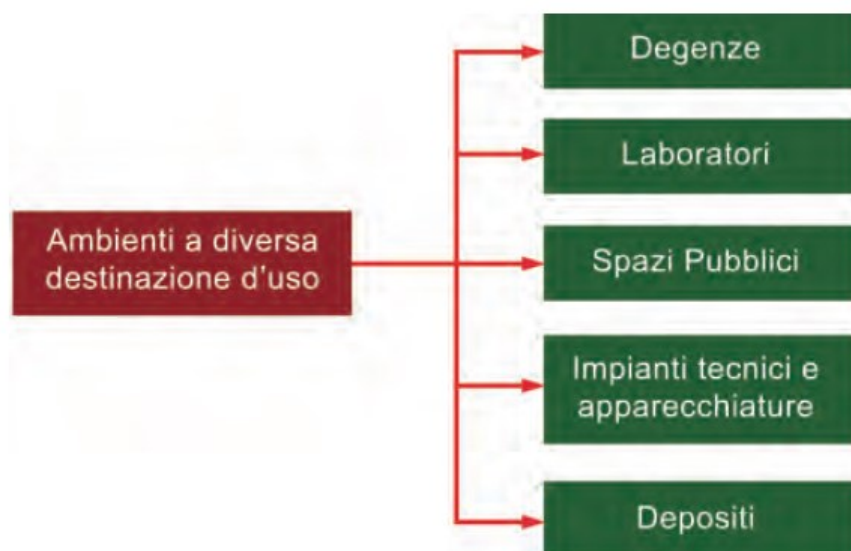 Ambienti a diversa
destinazione d'uso
Degenze
Laboratori
Spazi Pubblici
Impianti tecnici e
apparecchiature
Depositi